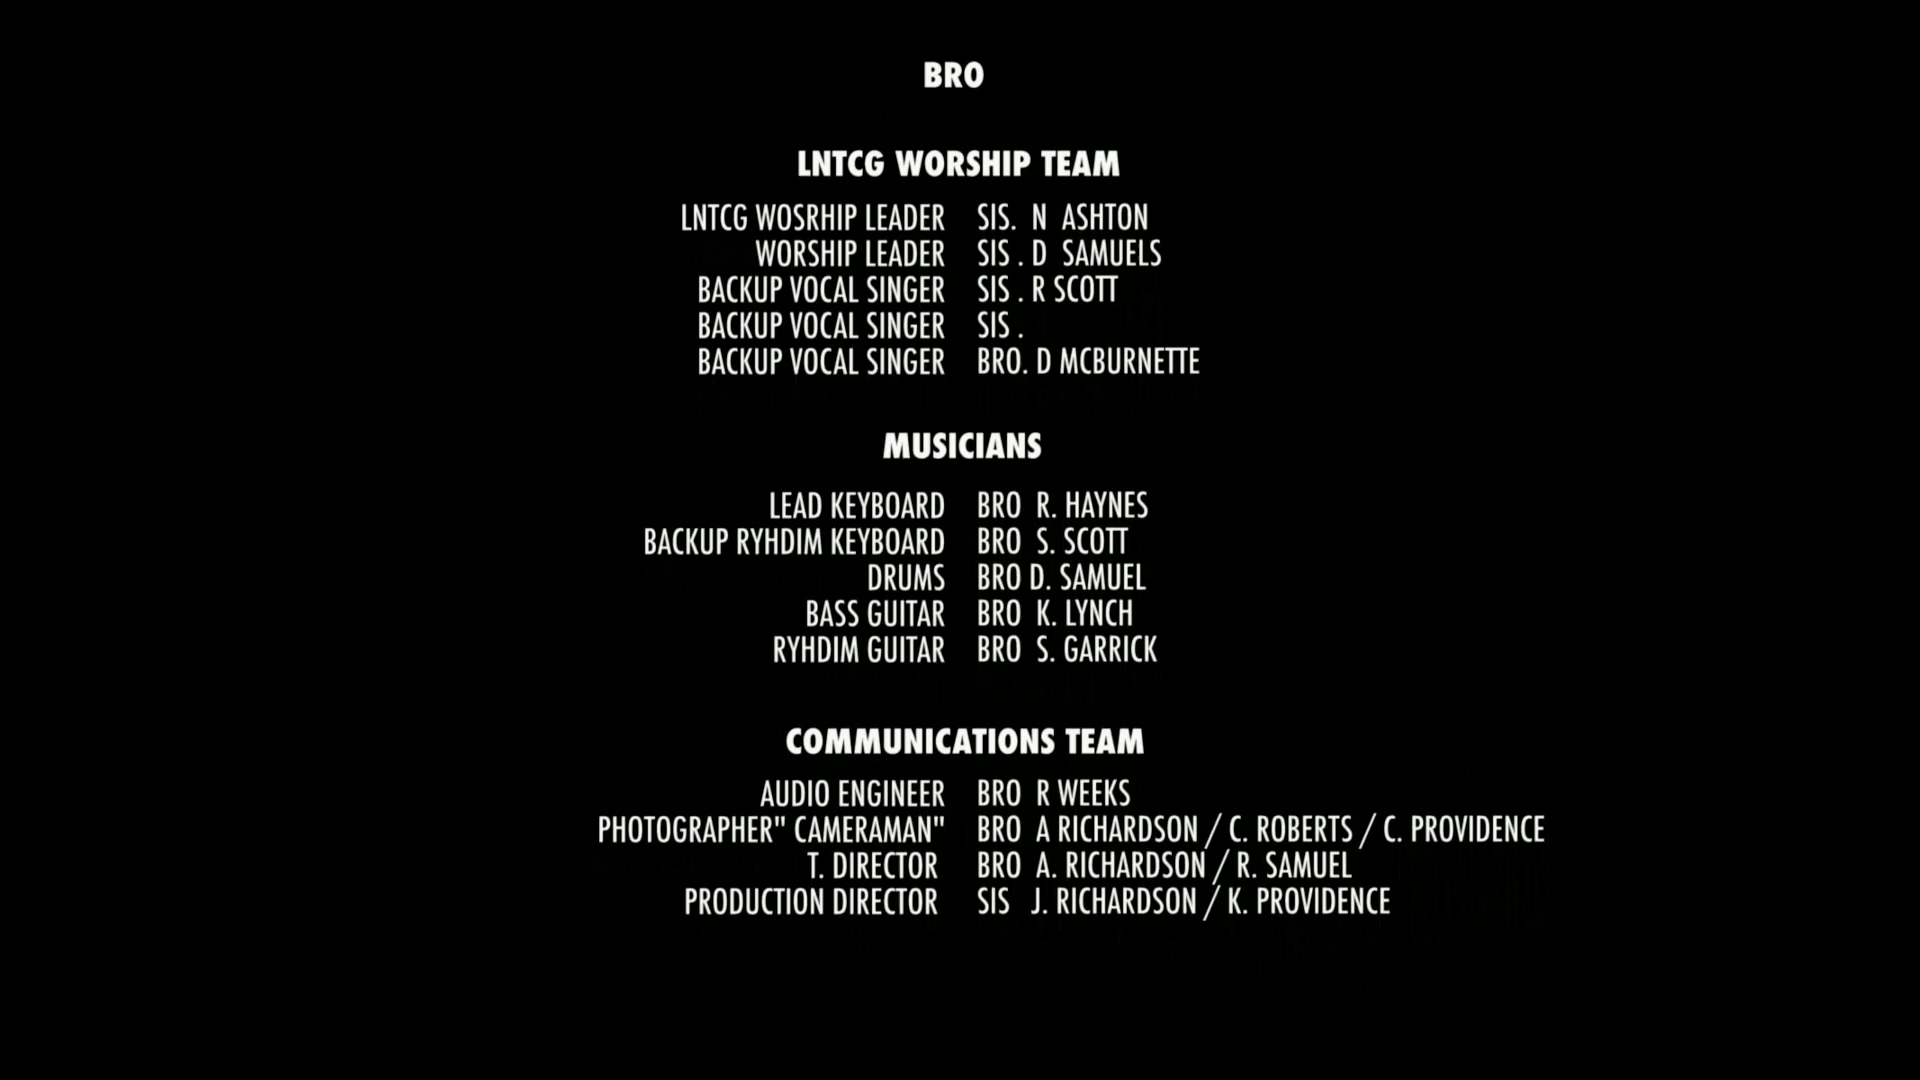 BRO
LNTCG WORSHIP TEAM
LNTCG WOSRHIP LEADER SIS. N ASHTON
WORSHIP LEADER SIS . D SAMUELS
BACKUP VOCAL SINGER SIS . R SCOTT
BACKUP VOCAL SINGER SIS .
BACKUP VOCAL SINGER BRO. D MCBURNETTE
MUSICIANS
LEAD KEYBOARD BRO R. HAYNES
BACKUP RYHDIM KEYBOARD BRO S. SCOTT
DRUMS BRO D. SAMUEL
BASS GUITAR BRO K. LYNCH
RYHDIM GUITAR BRO S. GARRICK
COMMUNICATIONS TEAM
AUDIO ENGINEER BRO R WEEKS
PHOTOGRAPHER" CAMERAMAN" BRO A RICHARDSON / C. ROBERTS / C. PROVIDENCE
T. DIRECTOR BRO A. RICHARDSON / R. SAMUEL
PRODUCTION DIRECTOR SIS J. RICHARDSON / K. PROVIDENCE